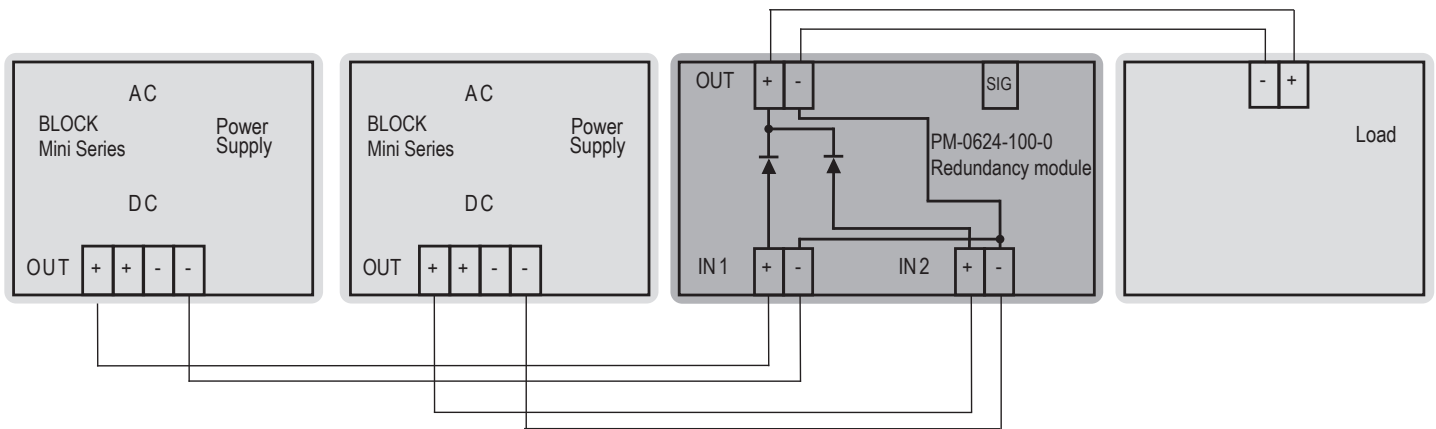 AC
BLOCK
Mini Series
Power
Supply
DC
OUT + + - -
AC
BLOCK
Mini Series
Power
Supply
DC
OUT + + - -
OUT + -
SIG
PM-0624-100-0
Redundancy module
IN1 + -
IN2 + -
- +
Load